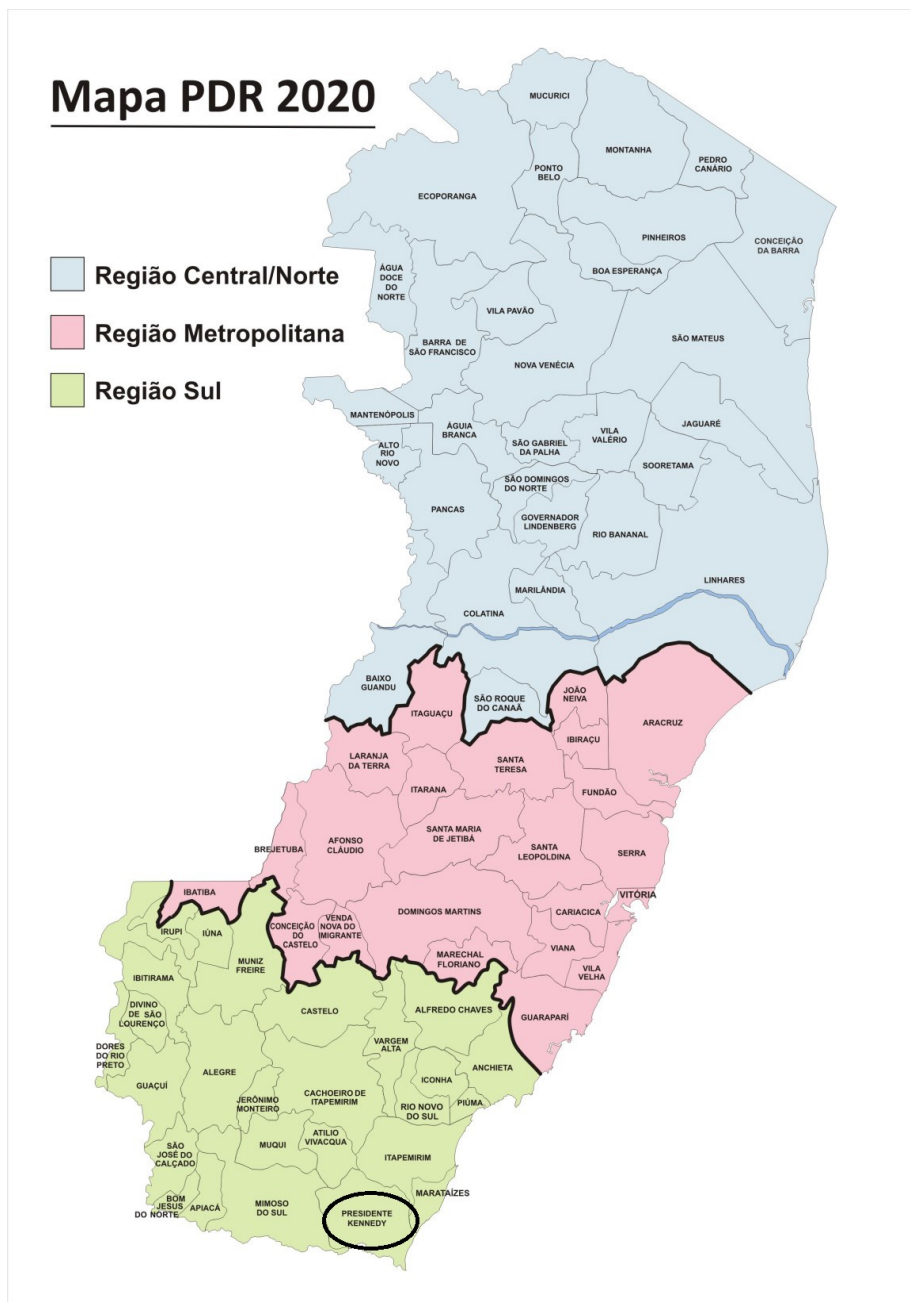 Mapa PDR 2020
Região Central/Norte
Região Metropolitana
Região Sul
MUCURICI
MONTANHA
PEDRO
CANÁRIO
PONTO
BELO
ECOPORANGA
PINHEIROS
CONCEIÇÃO
DA BARRA
ÁGUA
DOCE
DO
NORTE
BOA ESPERANÇA
VILA PAVÃO
BARRA DE
SÃO FRANCISCO
SÃO MATEUS
NOVA VENÉCIA
MANTENÓPOLIS
ÁGUIA
BRANCA
JAGUARÉ
ALTO
RIO
NOVO
SÃO GABRIEL
DA PALHA
VILA
VALÉRIO
SOORETAMA
SÃO DOMINGOS
DO NORTE
PANCAS
GOVERNADOR
LINDENBERG
RIO BANANAL
LINHARES
MARILÂNDIA
COLATINA
BAIXO
GUANDU
SÃO ROQUE
DO CANAÃ
JOÃO
NEIVA
ITAGUAÇU
ARACRUZ
IBIRAÇU
LARANJA
DA TERRA
SANTA
TERESA
ITARANA
FUNDÃO
SANTA MARIA
DE JETIBÁ
AFONSO
CLÁUDIO
BREJETUBA
SANTA
LEOPOLDINA
SERRA
IBATIBA
VITÓRIA
DOMINGOS MARTINS
CARIACICA
CONCEIÇÃO
DO
CASTELO
VENDA
NOVA DO
IMIGRANTE
IRUPI
IÚNA
MARECHAL
FLORIANO
VIANA
MUNIZ
FREIRE
VILA
VELHA
IBITIRAMA
GUARAPARÍ
DIVINO
DE SÃO
LOURENÇO
CASTELO
ALFREDO CHAVES
VARGEM
ALTA
DORES
DO RIO
PRETO
ANCHIETA
ALEGRE
ICONHA
GUAÇUÍ
JERÔNIMO
MONTEIRO
CACHOEIRO DE
ITAPEMIRIM
RIO NOVO
DO SUL
PIÚMA
ATILIO
VIVACQUA
MUQUI
SÃO
JOSÉ DO
CALÇADO
ITAPEMIRIM
MARATAÍZES
BOM
JESUS
DO NORTE
APIACÁ
MIMOSO
DO SUL
PRESIDENTE
KENNEDY